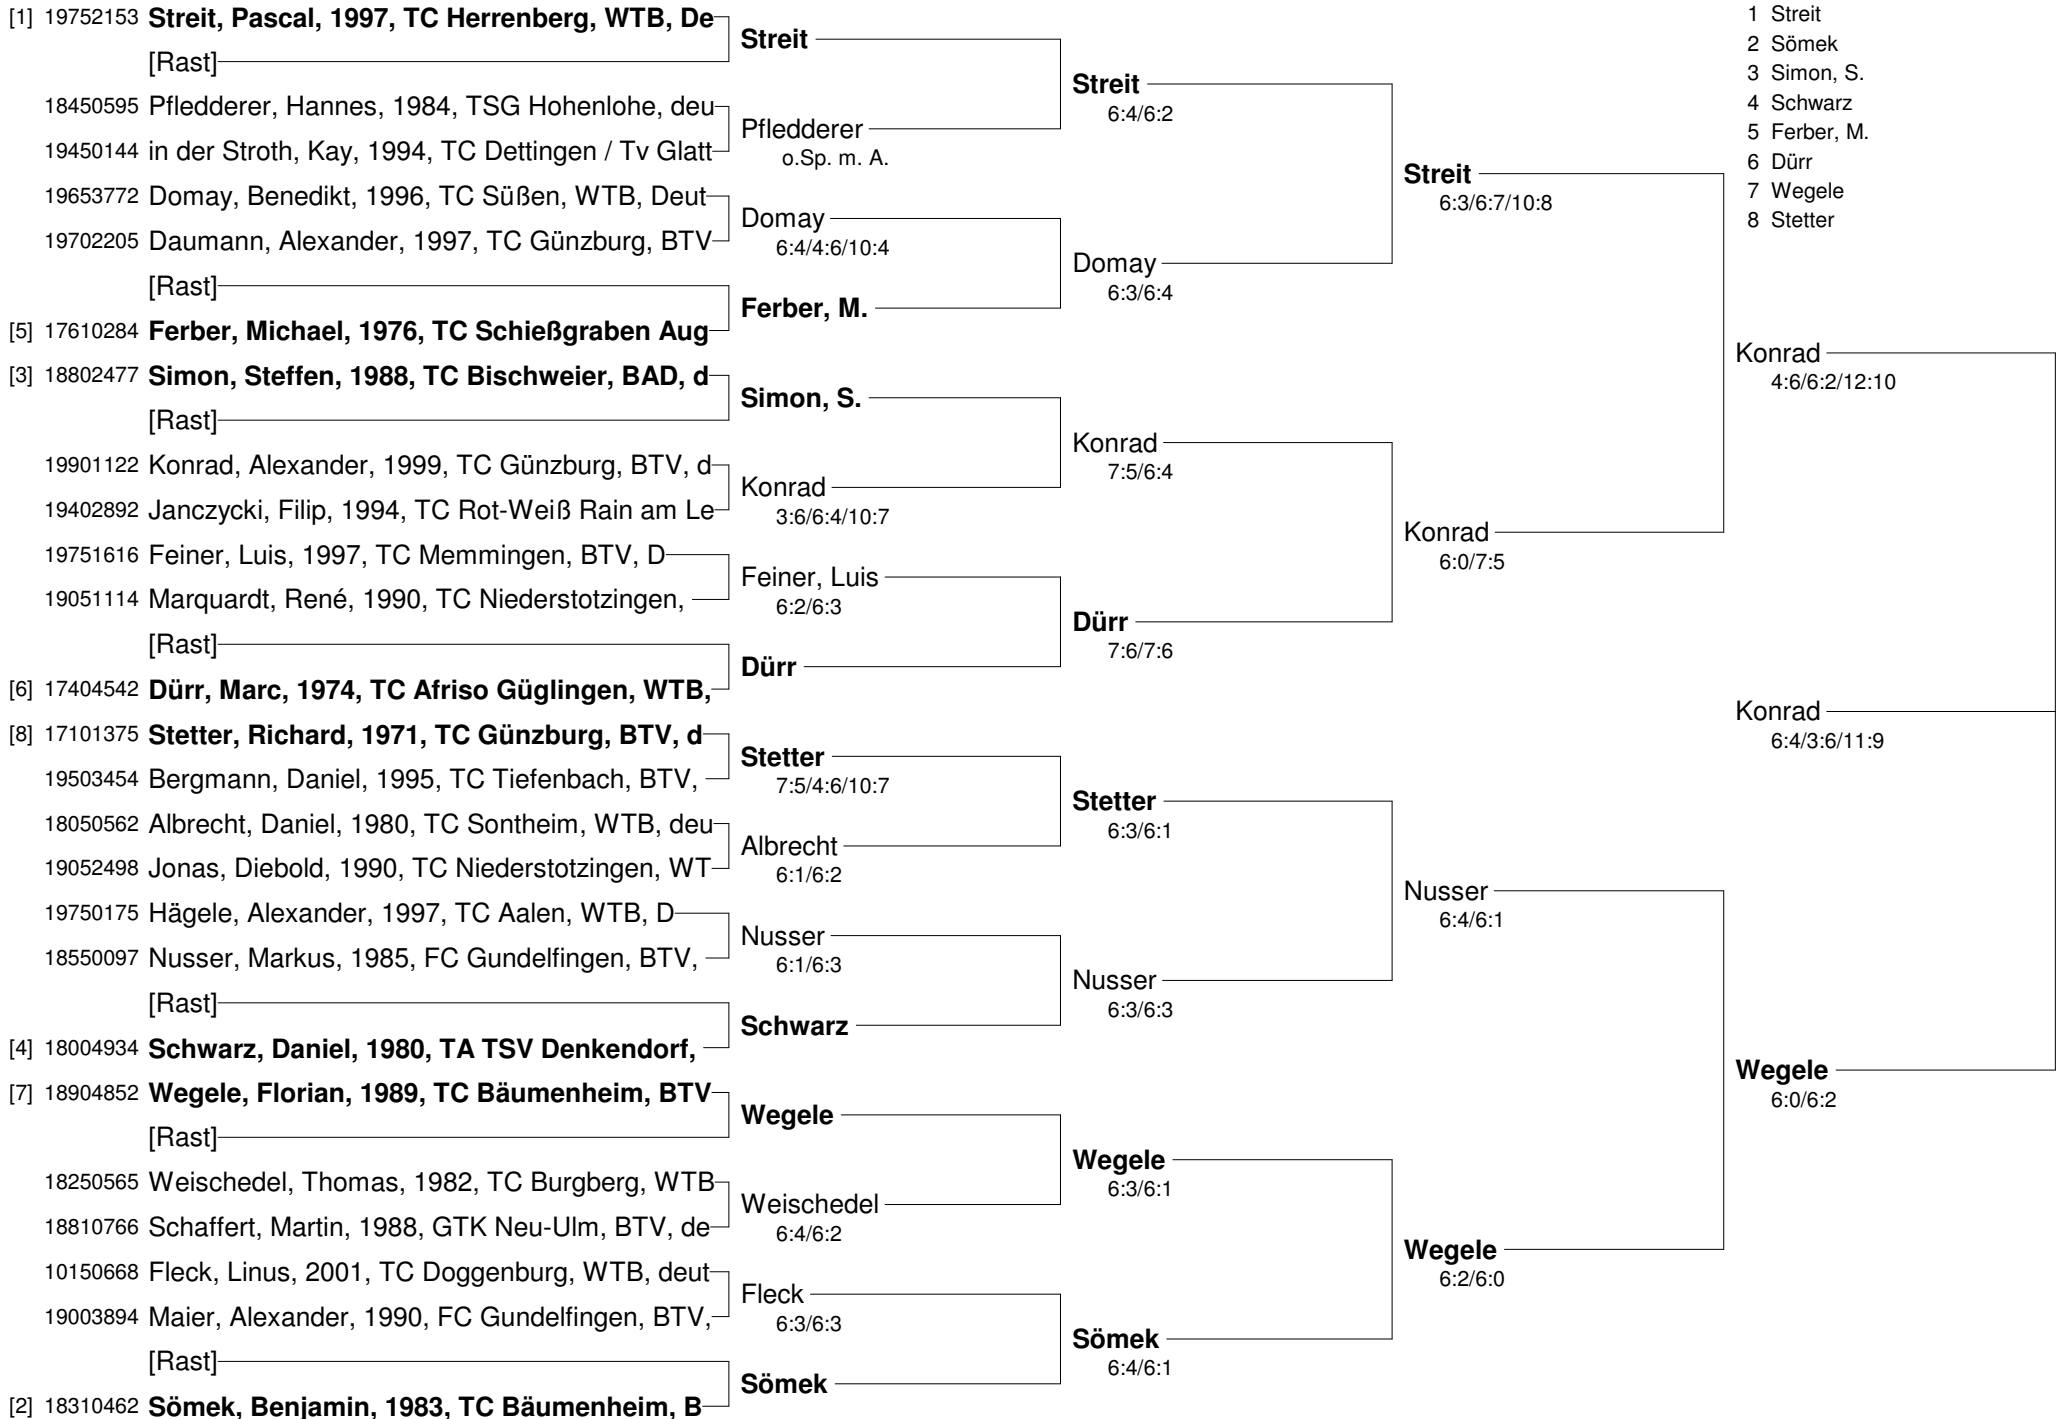 [1] 19752153 Streit, Pascal, 1997, TC Herrenberg, WTB, De
[Rast]
18450595 Pfledderer, Hannes, 1984, TSG Hohenlohe, deu
19450144 in der Stroth, Kay, 1994, TC Dettingen / Tv Glatt
19653772 Domay, Benedikt, 1996, TC Süßen, WTB, Deut
19702205 Daumann, Alexander, 1997, TC Günzburg, BTV
[Rast]
[5] 17610284 Ferber, Michael, 1976, TC Schießgraben Aug
[3] 18802477 Simon, Steffen, 1988, TC Bischweier, BAD, d
[Rast]
19901122 Konrad, Alexander, 1999, TC Günzburg, BTV, d
19402892 Janczycki, Filip, 1994, TC Rot-Weiß Rain am Le
19751616 Feiner, Luis, 1997, TC Memmingen, BTV, D
19051114 Marquardt, René, 1990, TC Niederstotzingen,
[Rast]
[6] 17404542 Dürr, Marc, 1974, TC Afriso Güglingen, WTB,
[8] 17101375 Stetter, Richard, 1971, TC Günzburg, BTV, d
19503454 Bergmann, Daniel, 1995, TC Tiefenbach, BTV,
18050562 Albrecht, Daniel, 1980, TC Sontheim, WTB, deu
19052498 Jonas, Diebold, 1990, TC Niederstotzingen, WT
19750175 Hägele, Alexander, 1997, TC Aalen, WTB, D
18550097 Nusser, Markus, 1985, FC Gundelfingen, BTV,
[Rast]
[4] 18004934 Schwarz, Daniel, 1980, TA TSV Denkendorf,
[7] 18904852 Wegele, Florian, 1989, TC Bäumenheim, BTV
[Rast]
18250565 Weischedel, Thomas, 1982, TC Burgberg, WTB
18810766 Schaffert, Martin, 1988, GTK Neu-Ulm, BTV, de
10150668 Fleck, Linus, 2001, TC Doggenburg, WTB, deut
19003894 Maier, Alexander, 1990, FC Gundelfingen, BTV,
[Rast]
[2] 18310462 Sömek, Benjamin, 1983, TC Bäumenheim, B
Streit
Pfledderer
o.Sp. m. A.
Domay
6:4/4:6/10:4
Ferber, M.
Simon, S.
Konrad
3:6/6:4/10:7
Feiner, Luis
6:2/6:3
Dürr
Stetter
7:5/4:6/10:7
Albrecht
6:1/6:2
Nusser
6:1/6:3
Schwarz
Wegele
Weischedel
6:4/6:2
Fleck
6:3/6:3
Sömek
Streit
6:4/6:2
Domay
6:3/6:4
Konrad
7:5/6:4
Dürr
7:6/7:6
Stetter
6:3/6:1
Nusser
6:3/6:3
Wegele
6:3/6:1
Sömek
6:4/6:1
Streit
6:3/6:7/10:8
Konrad
6:0/7:5
Nusser
6:4/6:1
Wegele
6:2/6:0
1 Streit
2 Sömek
3 Simon, S.
4 Schwarz
5 Ferber, M.
6 Dürr
7 Wegele
8 Stetter
Konrad
4:6/6:2/12:10
Konrad
6:4/3:6/11:9
Wegele
6:0/6:2